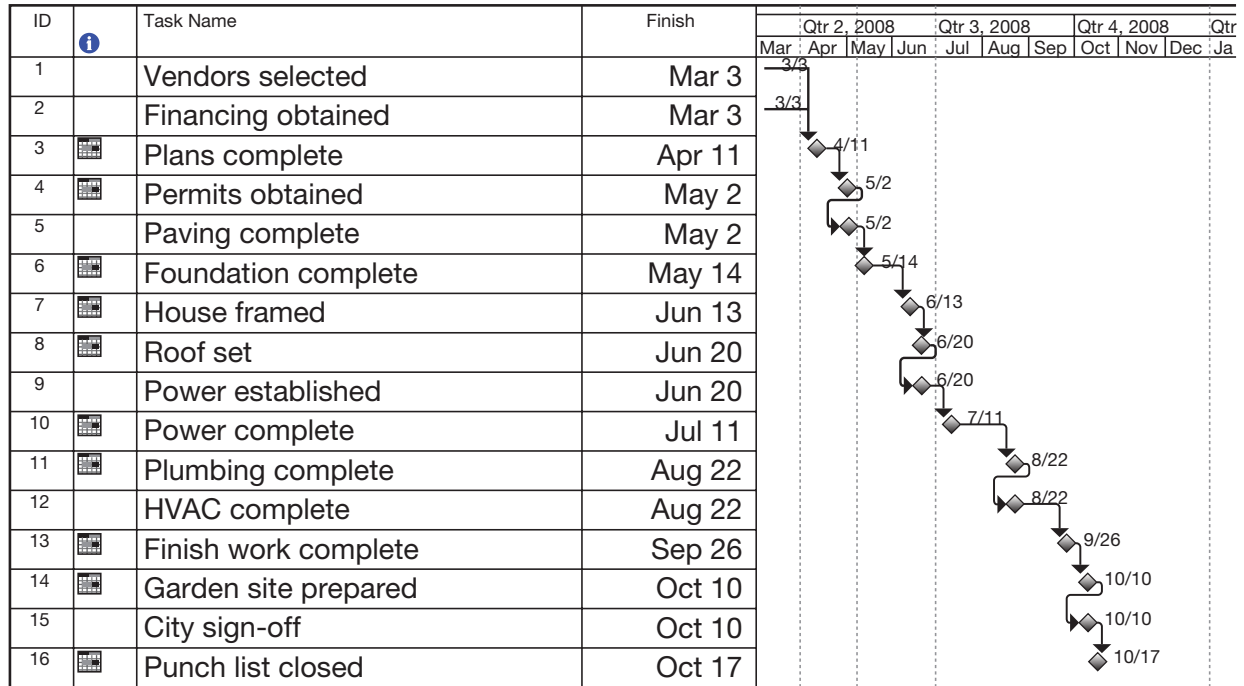 ID Task Name Finish Qtr 2, 2008 Qtr 3, 2008 Qtr 4, 2008 Qtr
i Mar Apr May Jun Jul Aug Sep Oct Nov Dec Ja
1 Vendors selected Mar 3 3/3
2 Financing obtained Mar 3 3/3
3 Plans complete Apr 11 4/11
4 Permits obtained May 2 5/2
5 Paving complete May 2 5/2
6 Foundation complete May 14 5/14
7 House framed Jun 13 6/13
8 Roof set Jun 20 6/20
9 Power established Jun 20 6/20
10 Power complete Jul 11 7/11
11 Plumbing complete Aug 22 8/22
12 HVAC complete Aug 22 8/22
13 Finish work complete Sep 26 9/26
14 Garden site prepared Oct 10 10/10
15 City sign-off Oct 10 10/10
16 Punch list closed Oct 17 10/17